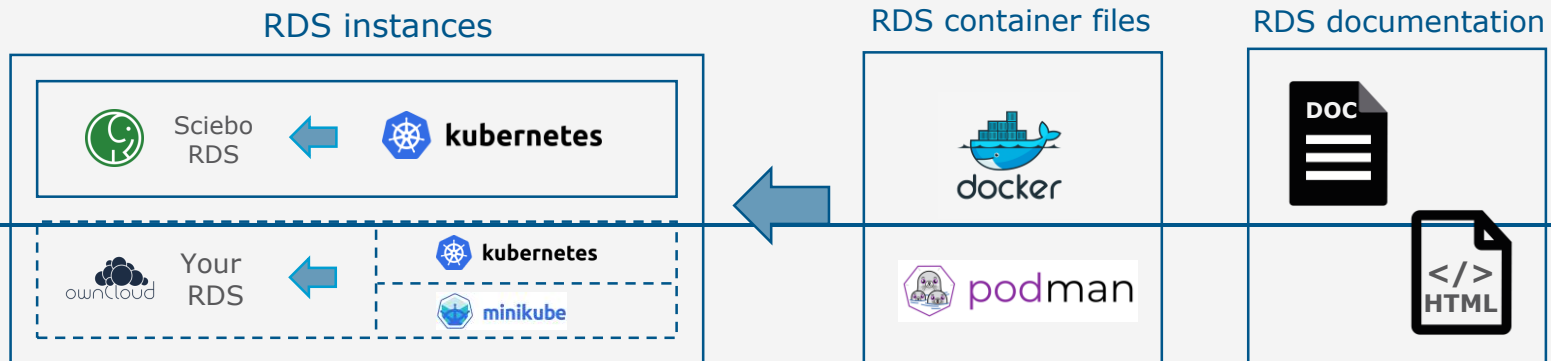 RDS instances
RDS container files
RDS documentation
Sciebo
RDS
kubernetes
docker
DOC
ownCloud
Your
RDS
kubernetes
minikube
podman
</>
HTML